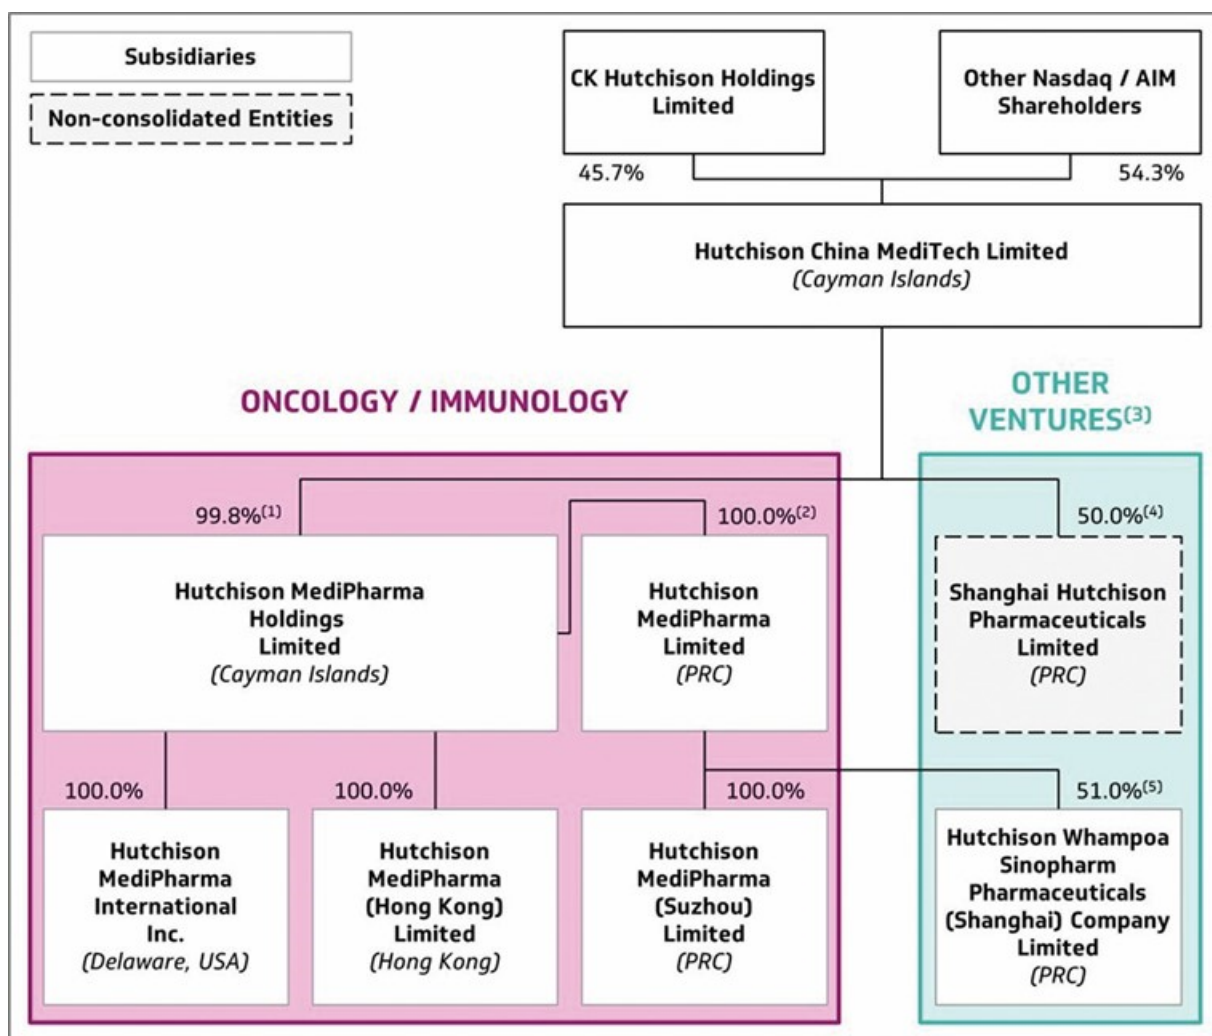 Subsidiaries
Non-consolidated Entities
CK Hutchison Holdings
Limited
Other Nasdaq / AIM
Shareholders
45.7%
54.3%
Hutchison China MediTech Limited
(Cayman Islands)
ONCOLOGY / IMMUNOLOGY
OTHER
VENTURES(3)
99.8%(1)
100.0%(2)
50.0%(4)
Hutchison MediPharma
Holdings
Limited
(Cayman Islands)
Hutchison
MediPharma
Limited
(PRC)
Shanghai Hutchison
Pharmaceuticals
Limited
(PRC)
100.0%
100.0%
100.0%
51.0%(5)
Hutchison
MediPharma
International
Inc.
(Delaware, USA)
Hutchison
MediPharma
(Hong Kong)
Limited
(Hong Kong)
Hutchison
MediPharma
(Suzhou)
Limited
(PRC)
Hutchison Whampoa
Sinopharm
Pharmaceuticals
(Shanghai) Company
Limited
(PRC)